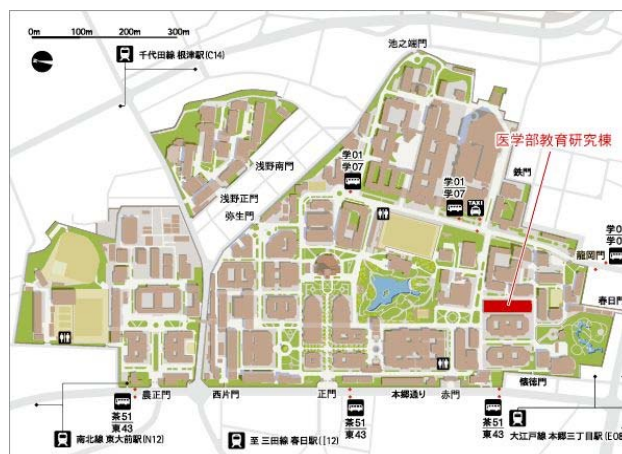 0m 100m 200m 300m
千代田線 根津駅(C14)
池之端門
医学部教育研究棟
学01
学07
浅野南門
浅野正門
弥生門
学01
学07
TAXI
鉄門
龍岡門
春日門
農正門
西片門
正門
本郷通り
赤門
懐徳門
茶51
東43
茶51
東43
茶51
東43
南北線 東大前駅(N12)
至 三田線 春日駅(I12)
大江戸線 本郷三丁目駅(E08